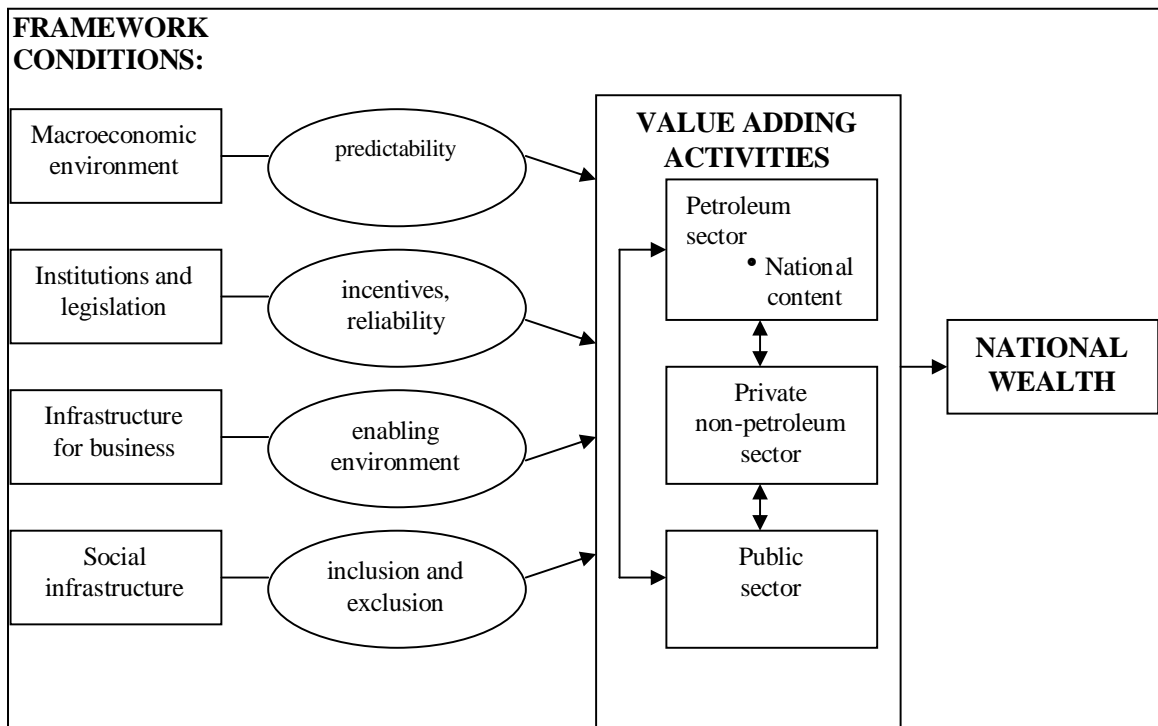 FRAMEWORK
CONDITIONS:
Macroeconomic
environment
predictability
Institutions and
legislation
incentives,
reliability
Infrastructure
for business
enabling
environment
Social
infrastructure
inclusion and
exclusion
VALUE ADDING
ACTIVITIES
Petroleum
sector
• National
content
Private
non-petroleum
sector
Public
sector
NATIONAL
WEALTH